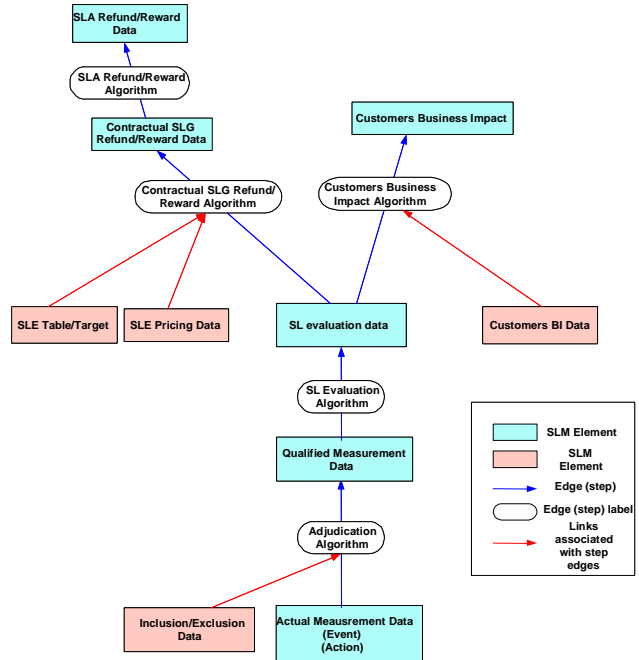 SLA Refund/Reward
Data
SLA Refund/Reward
Algorithm
Contractual SLG
Refund/Reward Data
Customers Business Impact
Contractual SLG Refund/
Reward Algorithm
Customers Business
Impact Algorithm
SLE Table/Target
SLE Pricing Data
SL evaluation data
Customers BI Data
SL Evaluation
Algorithm
Qualified Measurement
Data
Adjudication
Algorithm
Inclusion/Exclusion
Data
Actual Meausrement Data
(Event)
(Action)
SLM Element
SLM
Element
Edge (step)
Edge (step) label
Links
associated
with step
edges